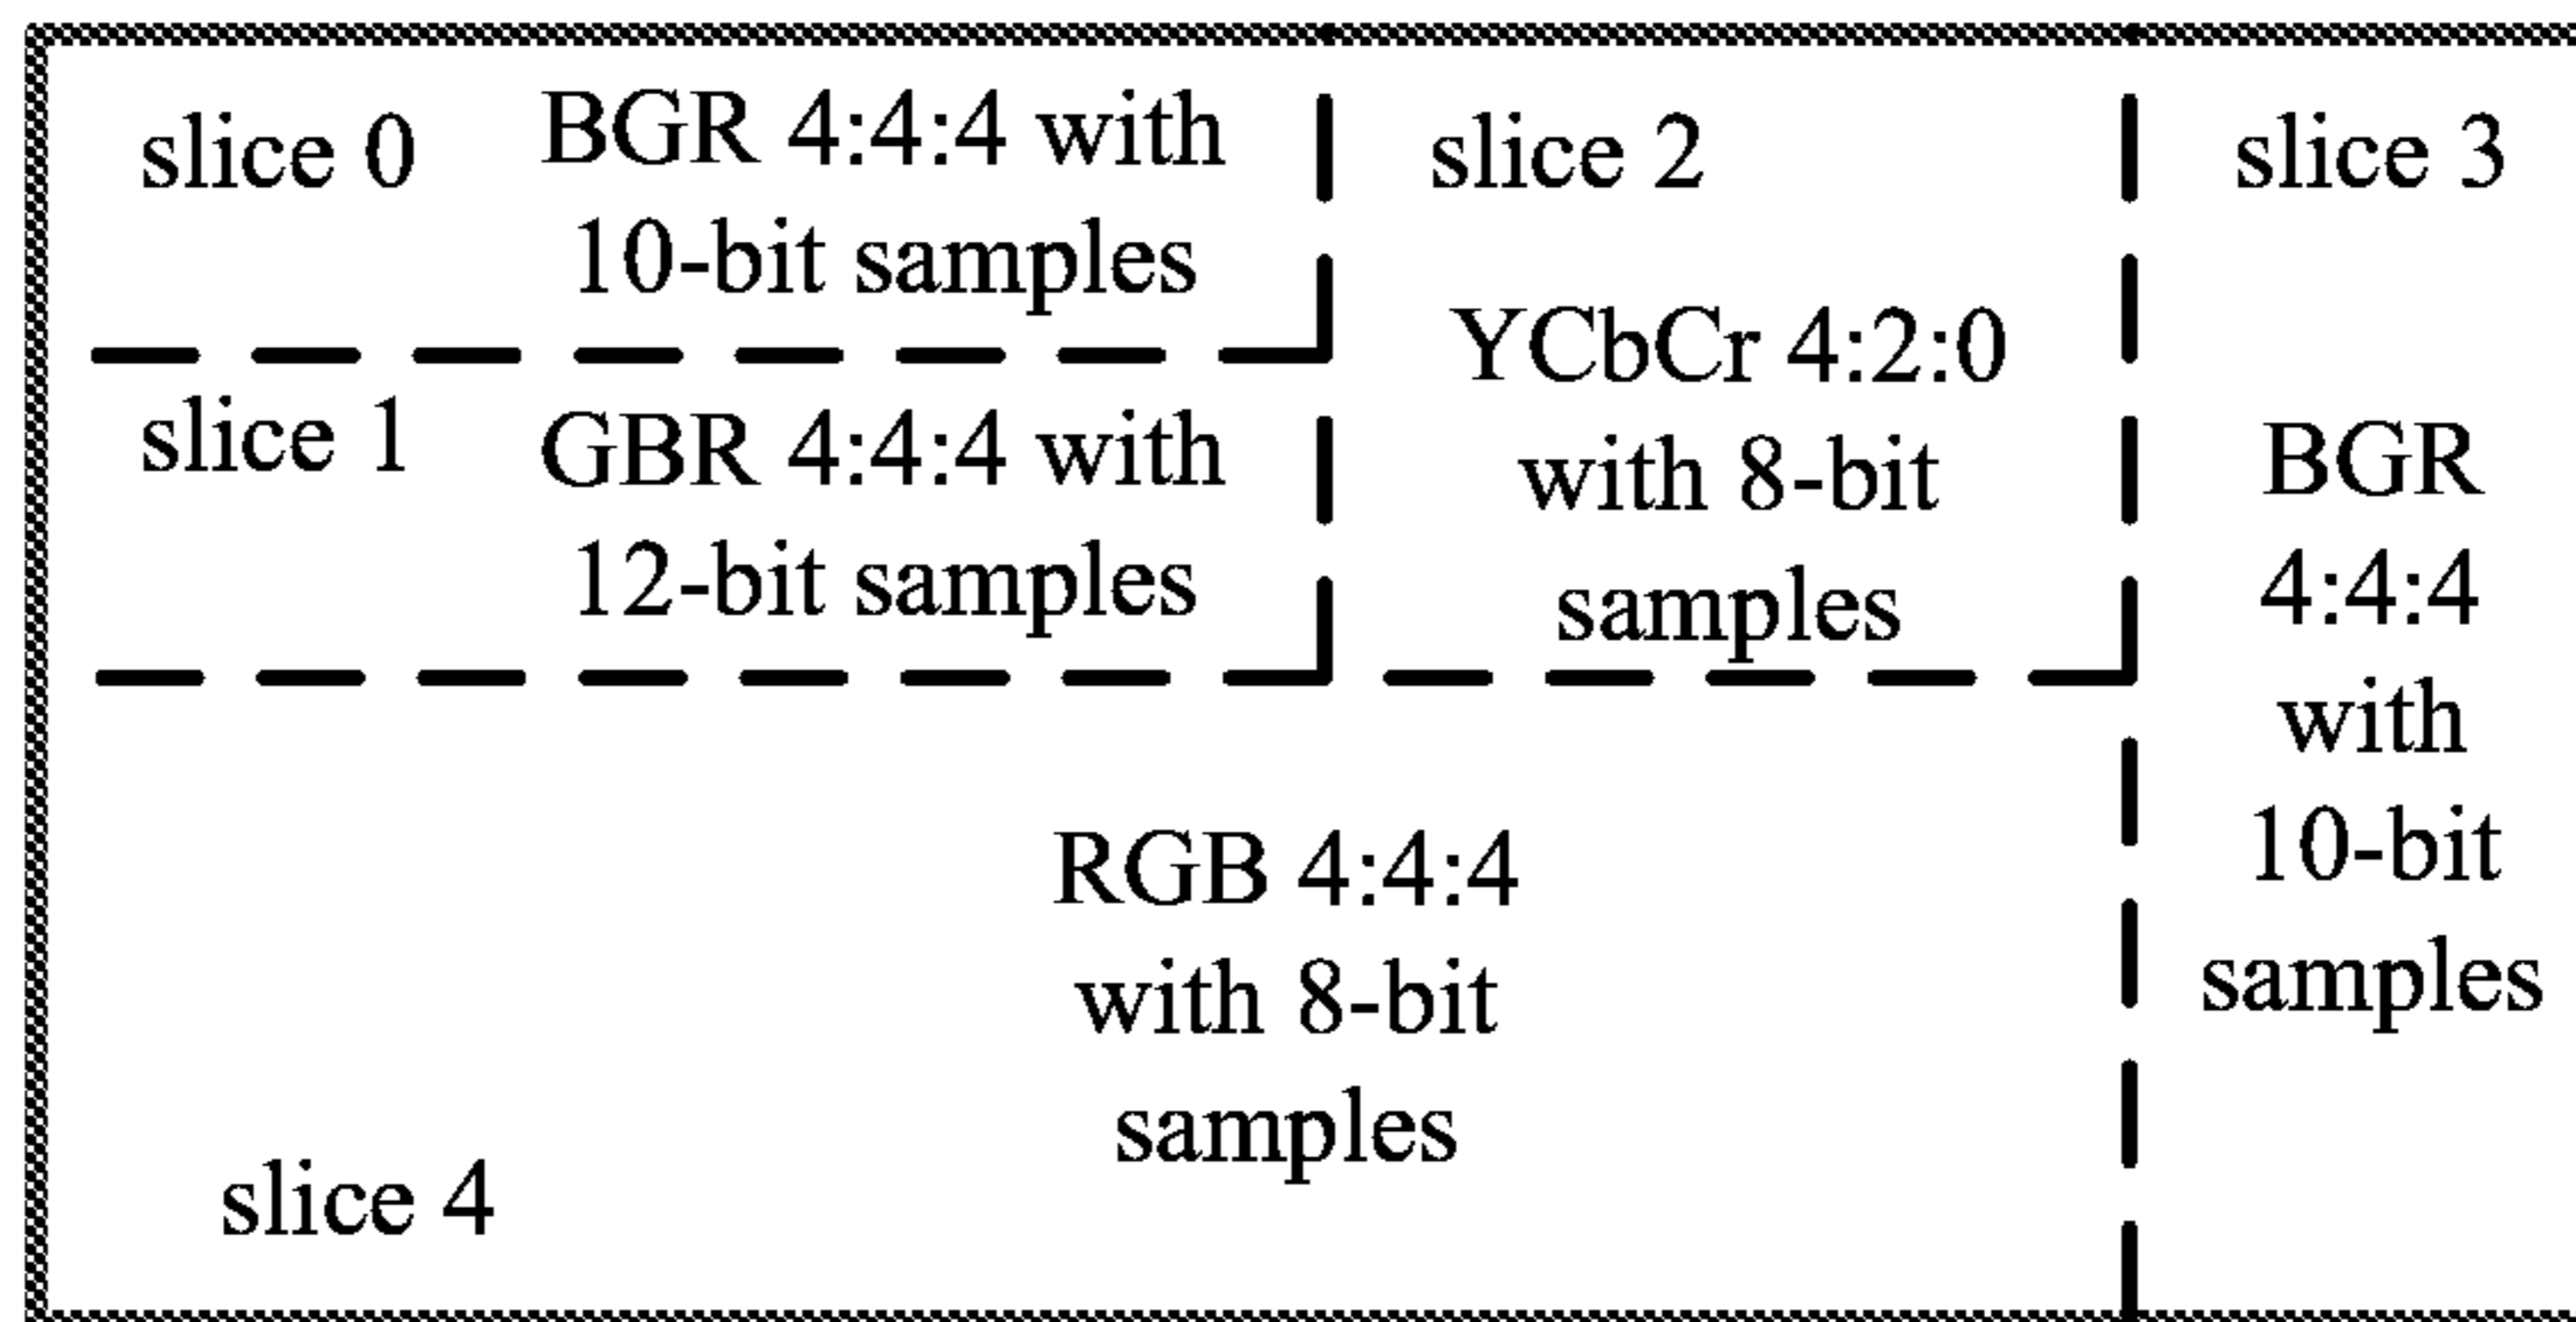 slice 0
BGR 4:4:4 with
10-bit samples
slice 1
GBR 4:4:4 with
12-bit samples
slice 2
YCbCr 4:2:0
with 8-bit
samples
slice 3
BGR
4:4:4
with
10-bit
samples
RGB 4:4:4
with 8-bit
samples
slice 4